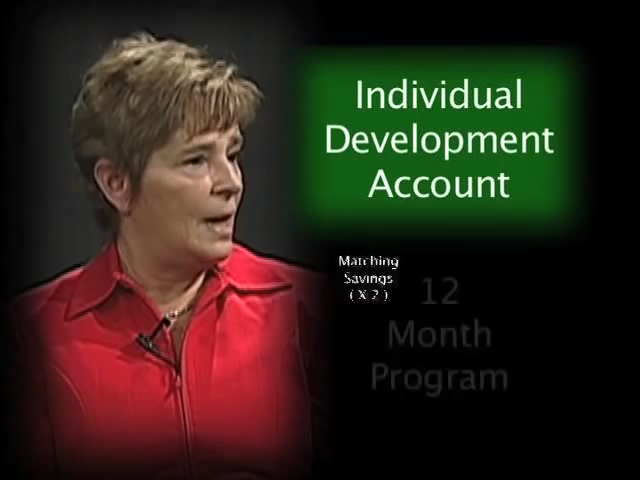 Individual
Development
Account
Matching
Savings
( X 2 )
12
Month
Program